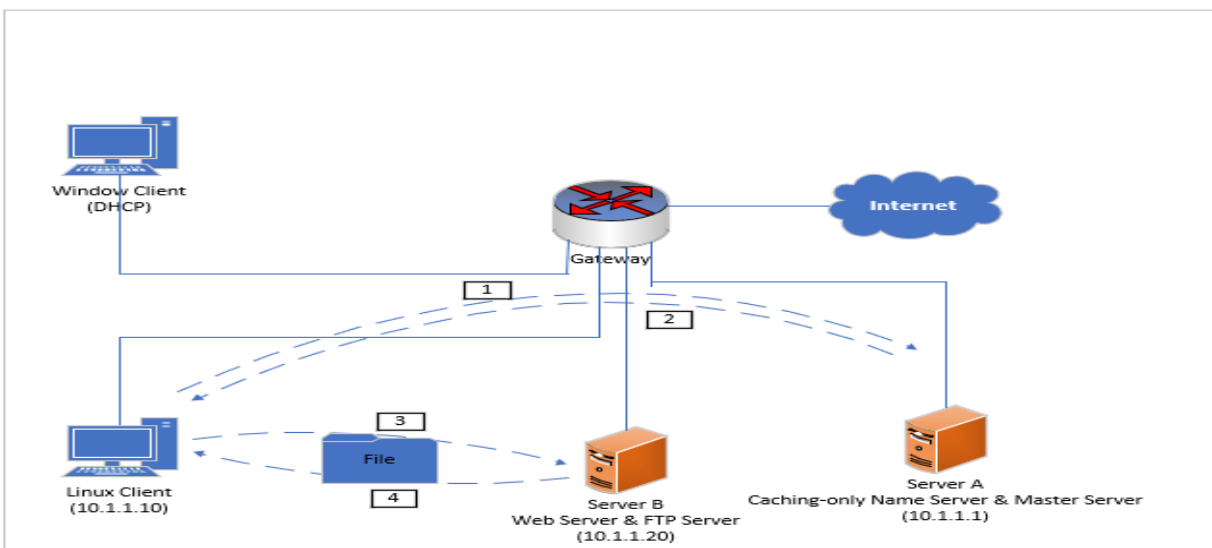 Window Client
(DHCP)
Internet
Gateway
1
2
3
File
4
Linux Client
(10.1.1.10)
Server B
Web Server & FTP Server
(10.1.1.20)
Server A
Caching-only Name Server & Master Server
(10.1.1.1)